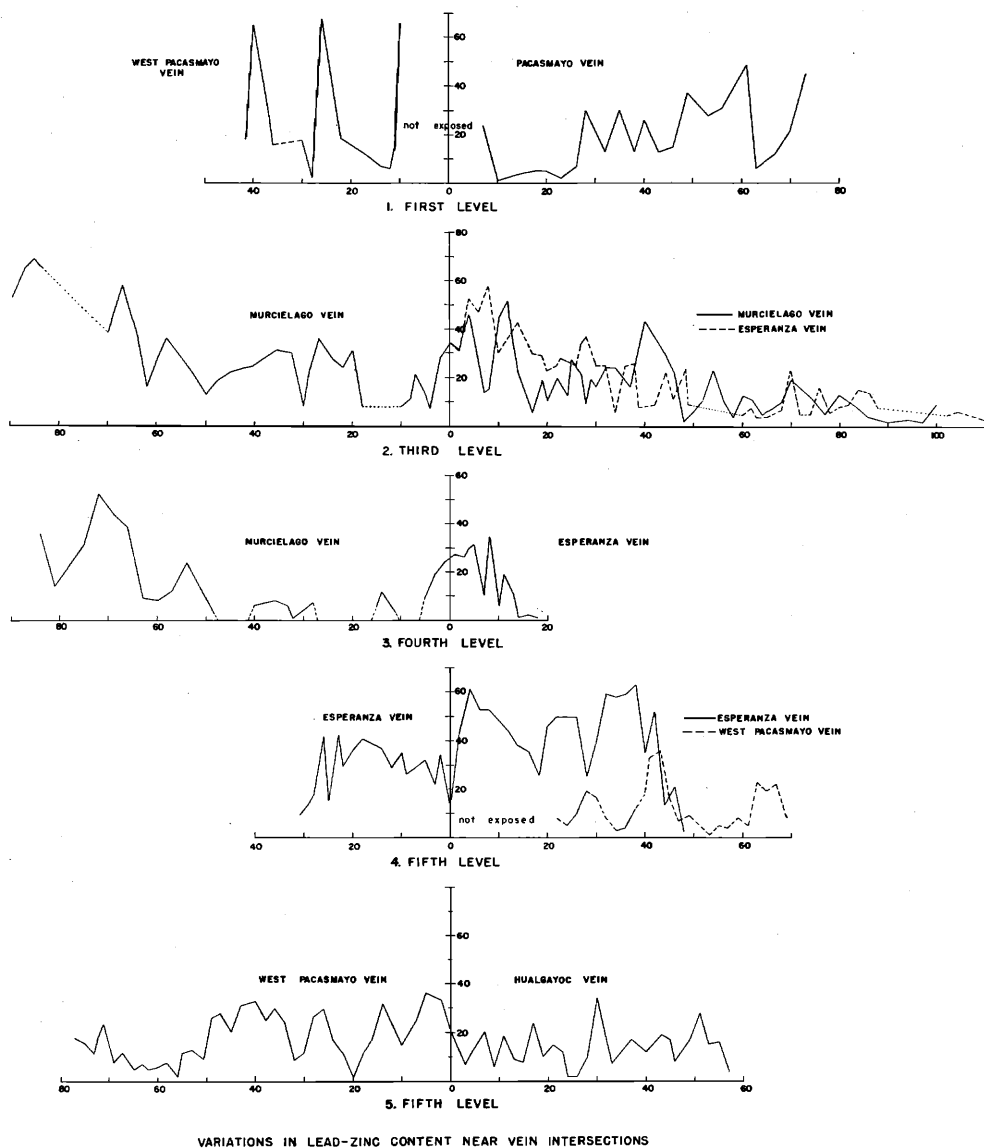 60
WEST PACASMAYO
VEIN
PACASMAYO VEIN
40
not exposed
20
40 20 0 20 40 60 80
1. FIRST LEVEL
80
60
MURCIELAGO VEIN
MURCIELAGO VEIN
ESPERANZA VEIN
40
20
80 60 40 20 0 20 40 60 80 100
2. THIRD LEVEL
60
40
MURCIELAGO VEIN
ESPERANZA VEIN
20
80 60 40 20 0 20
3. FOURTH LEVEL
60
ESPERANZA VEIN
ESPERANZA VEIN
WEST PACASMAYO VEIN
40
20
not exposed
40 20 0 20 40 60
4. FIFTH LEVEL
60
40
WEST PACASMAYO VEIN
HUALGAYOC VEIN
20
80 60 40 20 0 20 40 60
5. FIFTH LEVEL
VARIATIONS IN LEAD-ZINC CONTENT NEAR VEIN INTERSECTIONS